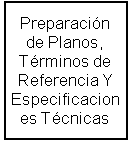 Preparación
de Planos,
Términos de
Referencia Y
Especificacion
es Técnicas